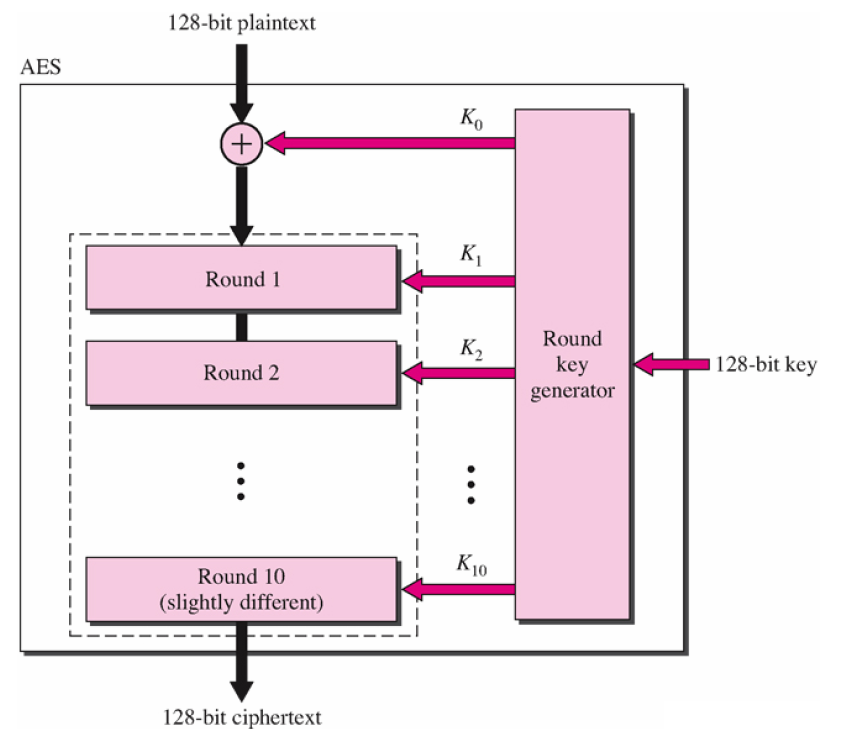 128-bit plaintext
AES
K₀
+
K₁
Round 1
K₂
Round 2
Round
key
generator
128-bit key
K₁₀
Round 10
(slightly different)
128-bit ciphertext